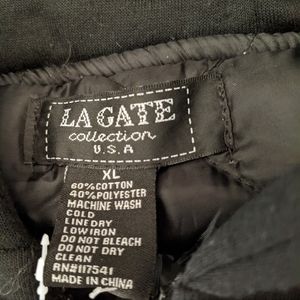 LA GATE
collection
U.S.A
XL
60%COTTON
40%POLYESTER
MACHINE WASH
COLD
LINE DRY
LOW IRON
DO NOT BLEACH
DO NOT DRY
CLEAN
RN#117541
MADE IN CHINA